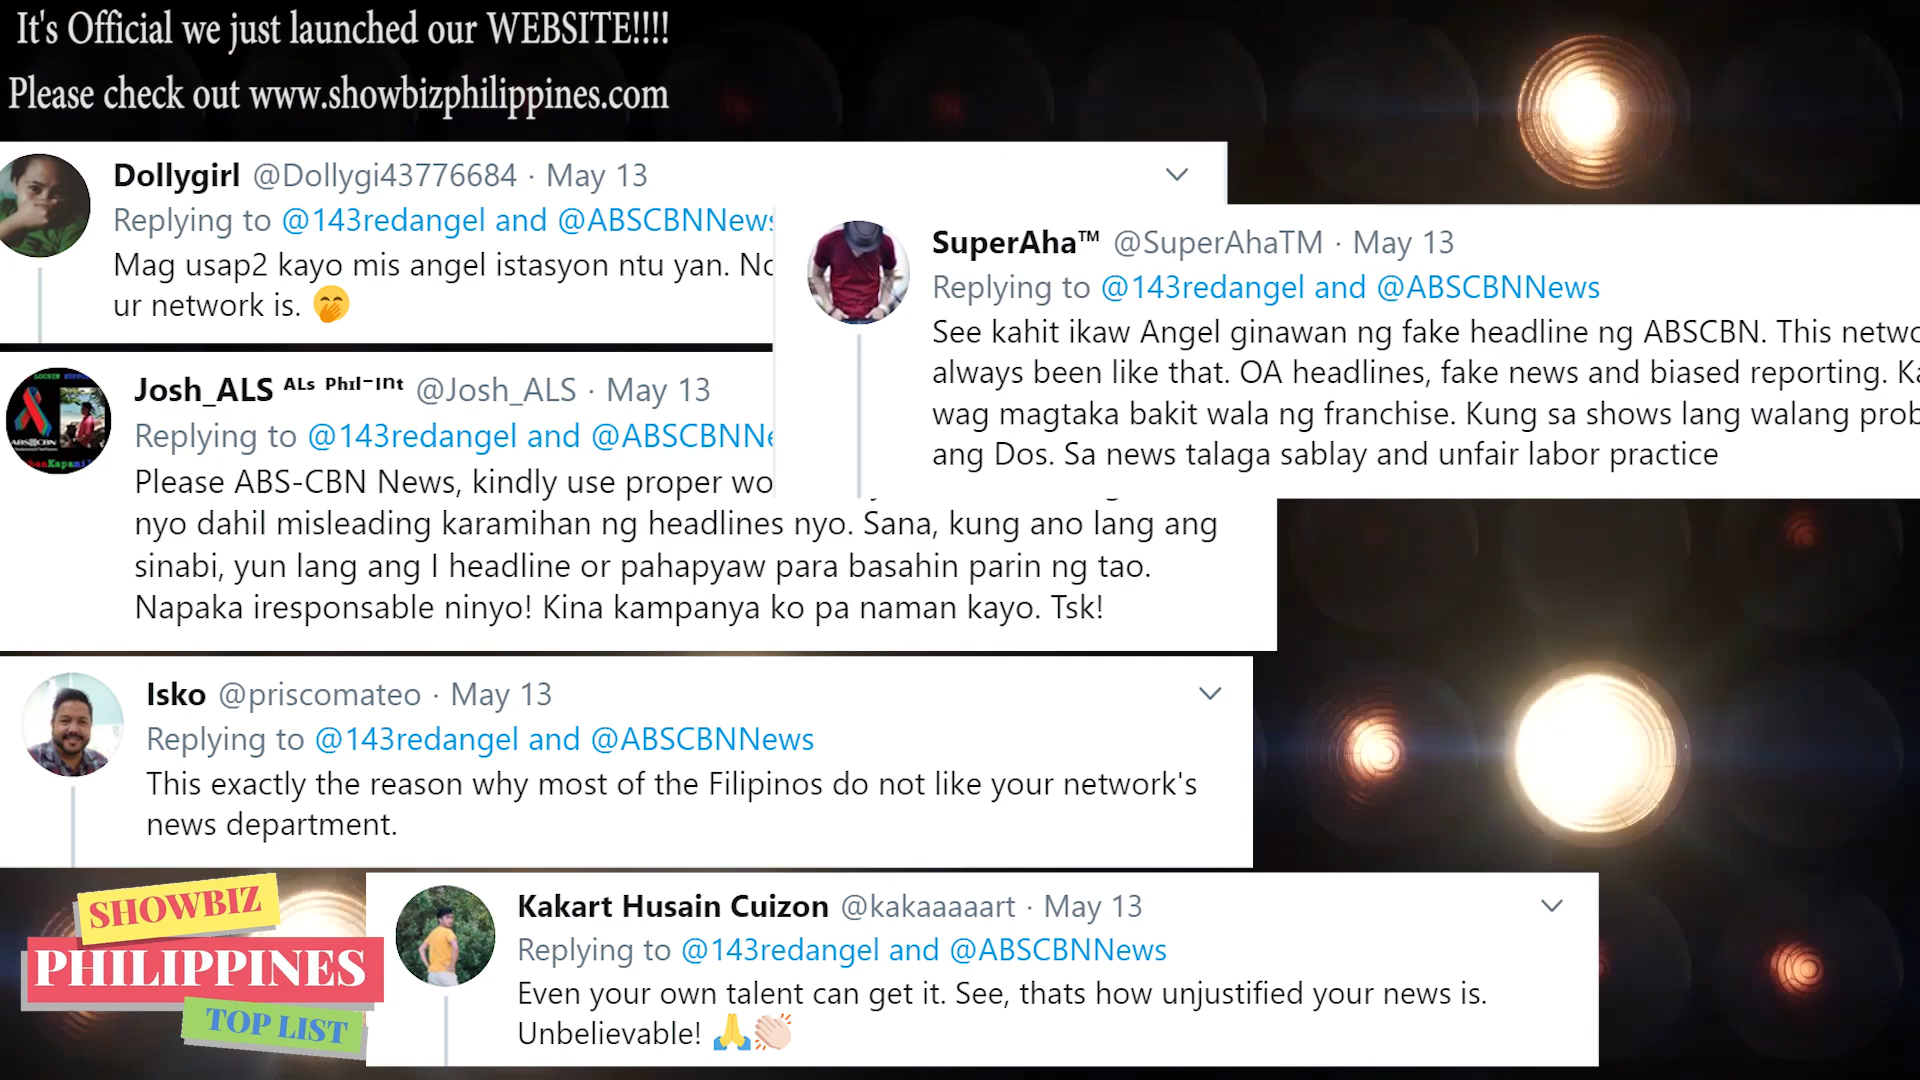 It's Official we just launched our WEBSITE!!!!
Please check out www.showbizphilippines.com
Dollygirl @Dollygi43776684 · May 13
Replying to @143redangel and @ABSCBNNews
Mag usap2 kayo mis angel istasyon ntu yan.
ur network is. 🤭
SuperAha™ @SuperAhaTM · May 13
Replying to @143redangel and @ABSCBNNews
See kahit ikaw Angel ginawan ng fake headline ng ABSCBN. This
always been like that. OA headlines, fake news and biased reporting.
wag magtaka bakit wala ng franchise. Kung sa shows lang walang
ang Dos. Sa news talaga sablay and unfair labor practice
Josh_ALS ᴬᴸˢ ᴾʰᶦˡ⁻ᴵⁿᵗ @Josh_ALS · May 13
Replying to @143redangel and
Please ABS-CBN News, kindly use proper
nyo dahil misleading karamihan ng headlines nyo. Sana, kung ano lang ang
sinabi, yun lang ang I headline or pahapyaw para basahin parin ng tao.
Napaka iresponsable ninyo! Kina kampanya ko pa naman kayo. Tsk!
Isko @priscomateo · May 13
Replying to @143redangel and @ABSCBNNews
This exactly the reason why most of the Filipinos do not like your network's
news department.
Kakart Husain Cuizon @kakaaaaart · May 13
Replying to @143redangel and @ABSCBNNews
Even your own talent can get it. See, thats how unjustified your news is.
Unbelievable! 🙏👏🏻
SHOWBIZ
PHILIPPINES
TOP LIST